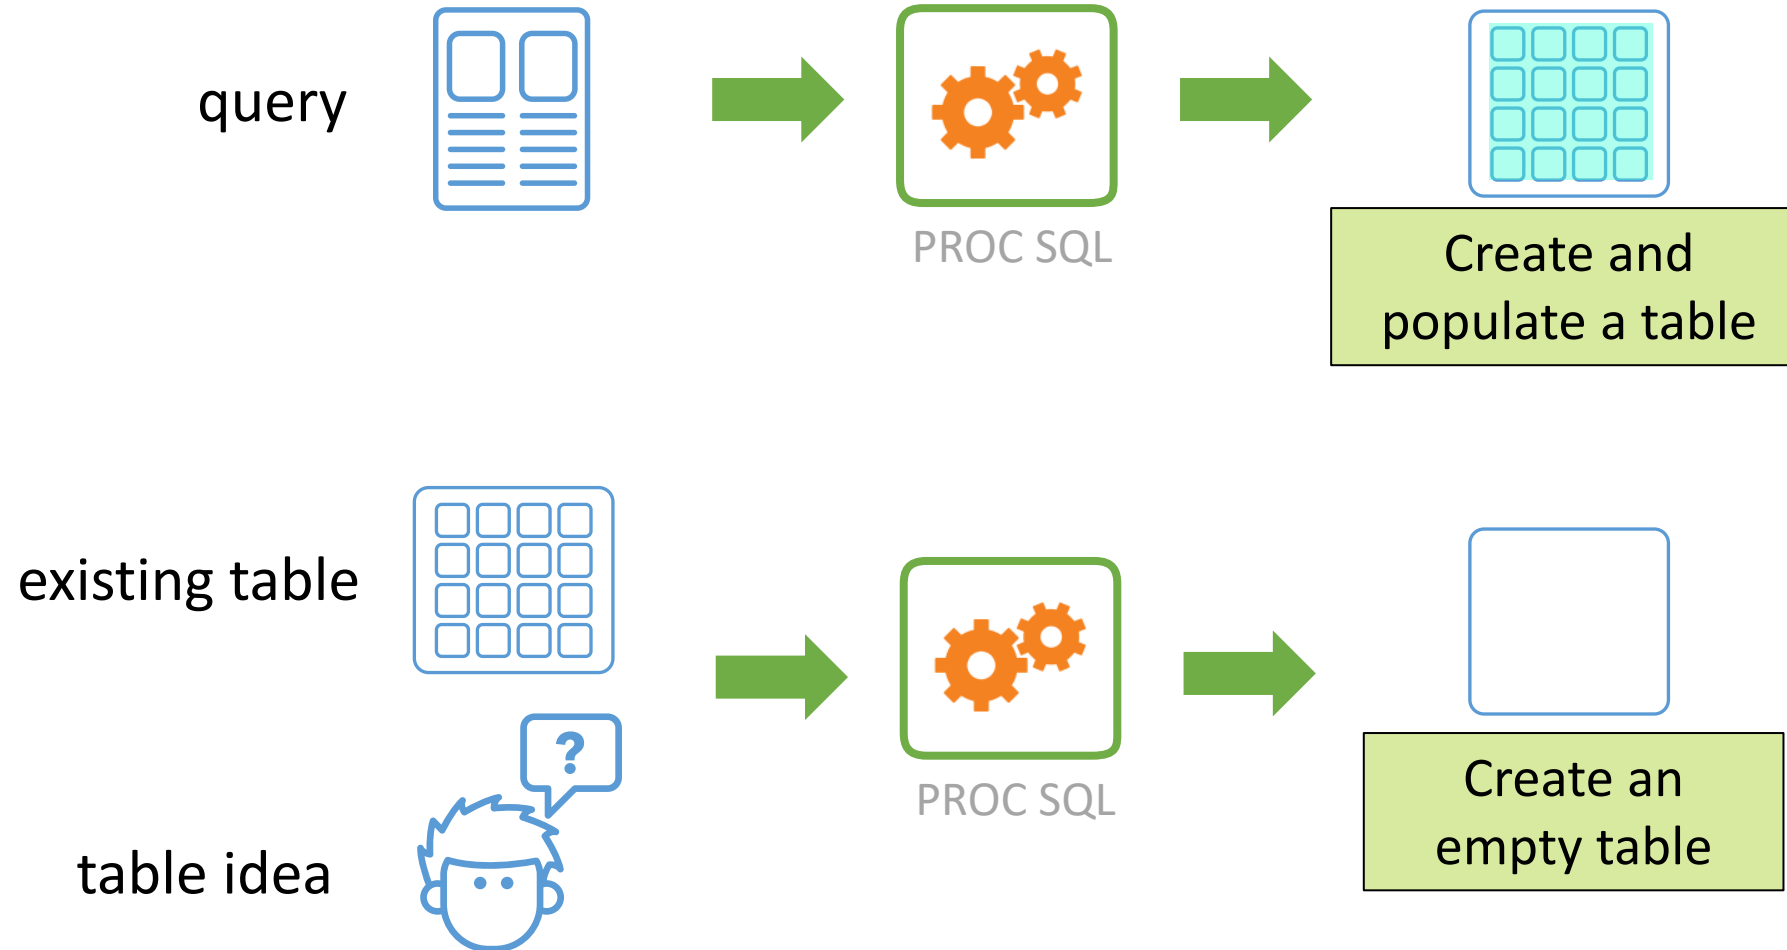 query
PROC SQL
Create and
populate a table
existing table
?
table idea
PROC SQL
Create an
empty table